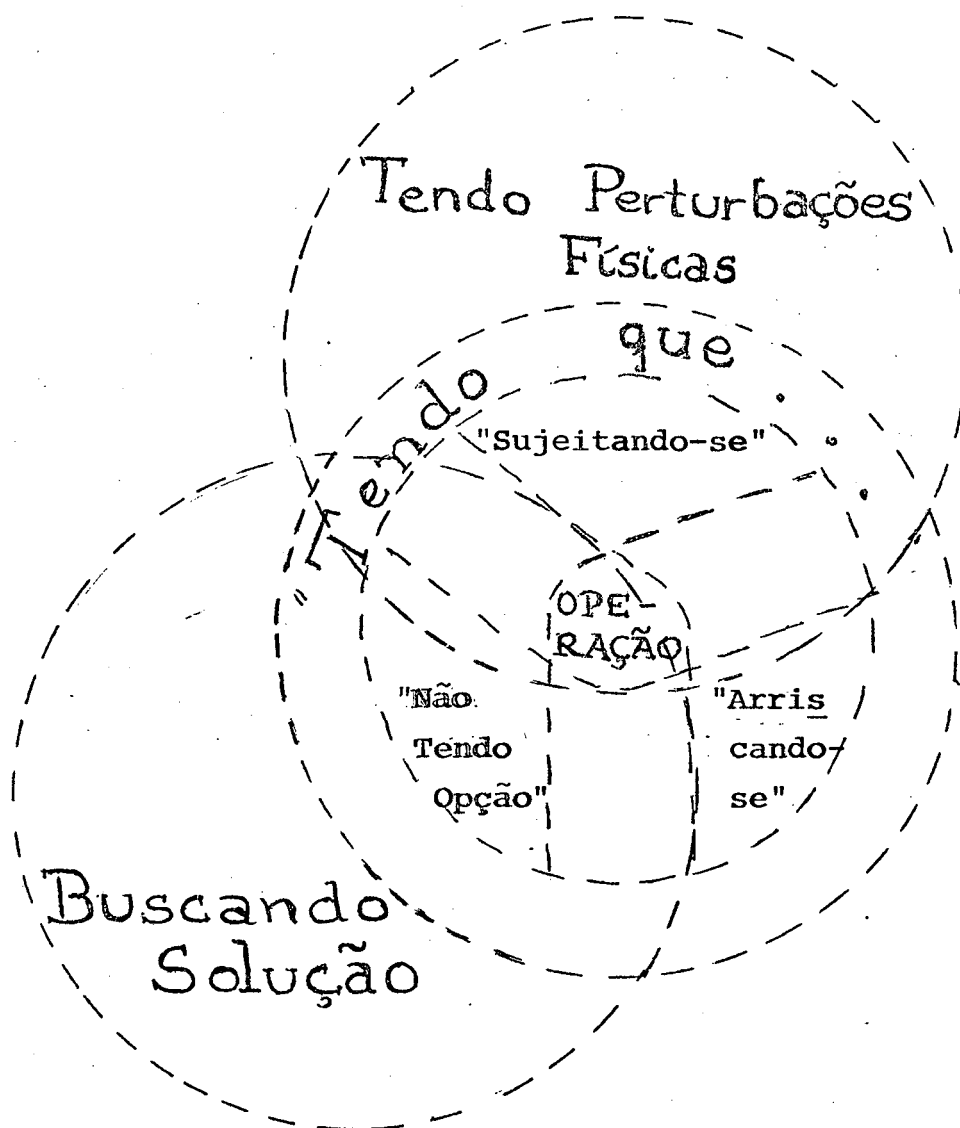 Tendo Perturbações
Físicas
"Tendo que...
"Sujeitando-se"
OPE-
RAÇÃO
"Não
Tendo
Opção"
"Arris
cando-
se"
Buscando
Solução